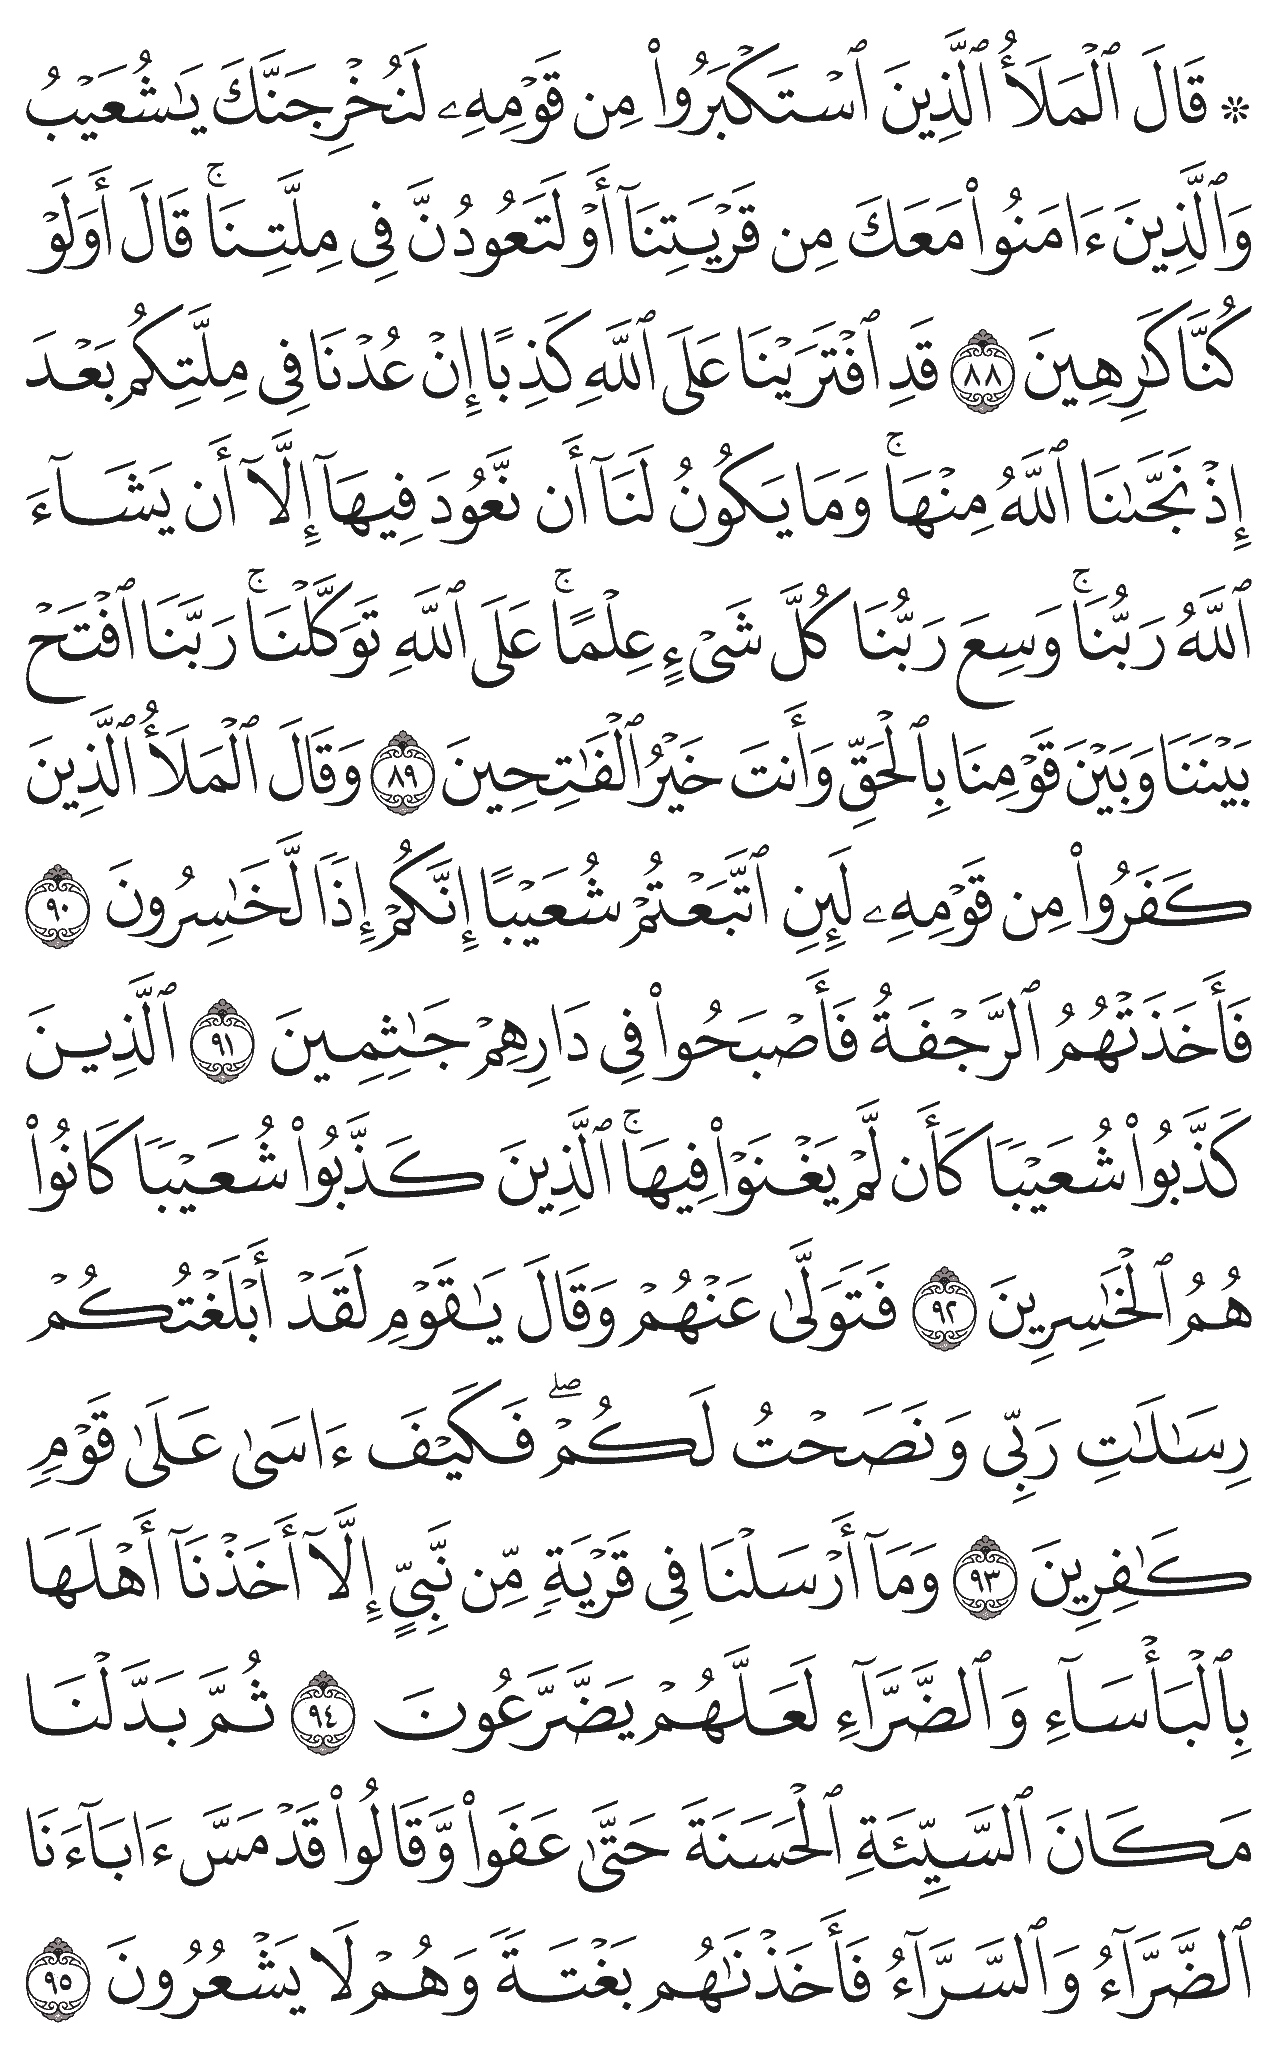 ۞ قَالَ ٱلۡمَلَأُ ٱلَّذِينَ ٱسۡتَكۡبَرُواْ مِن قَوۡمِهِۦ لَنُخۡرِجَنَّكَ يَٰشُعَيۡبُ
وَٱلَّذِينَ ءَامَنُواْ مَعَكَ مِن قَرۡيَتِنَآ أَوۡ لَتَعُودُنَّ فِي مِلَّتِنَاۚ قَالَ أَوَلَوۡ
كُنَّا كَٰرِهِينَ ٨٨ قَدِ ٱفۡتَرَيۡنَا عَلَى ٱللَّهِ كَذِبًا إِنۡ عُدۡنَا فِي مِلَّتِكُم بَعۡدَ
إِذۡ نَجَّىٰنَا ٱللَّهُ مِنۡهَاۚ وَمَا يَكُونُ لَنَآ أَن نَّعُودَ فِيهَآ إِلَّآ أَن يَشَآءَ
ٱللَّهُ رَبُّنَاۚ وَسِعَ رَبُّنَا كُلَّ شَيۡءٍ عِلۡمًاۚ عَلَى ٱللَّهِ تَوَكَّلۡنَاۚ رَبَّنَا ٱفۡتَحۡ
بَيۡنَنَا وَبَيۡنَ قَوۡمِنَا بِٱلۡحَقِّ وَأَنتَ خَيۡرُ ٱلۡفَٰتِحِينَ ٨٩ وَقَالَ ٱلۡمَلَأُ ٱلَّذِينَ
كَفَرُواْ مِن قَوۡمِهِۦ لَئِنِ ٱتَّبَعۡتُمۡ شُعَيۡبًا إِنَّكُمۡ إِذٗا لَّخَٰسِرُونَ ٩٠
فَأَخَذَتۡهُمُ ٱلرَّجۡفَةُ فَأَصۡبَحُواْ فِي دَارِهِمۡ جَٰثِمِينَ ٩١ ٱلَّذِينَ
كَذَّبُواْ شُعَيۡبٗا كَأَن لَّمۡ يَغۡنَوۡاْ فِيهَاۚ ٱلَّذِينَ كَذَّبُواْ شُعَيۡبٗا كَانُواْ
هُمُ ٱلۡخَٰسِرِينَ ٩٢ فَتَوَلَّىٰ عَنۡهُمۡ وَقَالَ يَٰقَوۡمِ لَقَدۡ أَبۡلَغۡتُكُمۡ
رِسَٰلَٰتِ رَبِّي وَنَصَحۡتُ لَكُمۡۖ فَكَيۡفَ ءَاسَىٰ عَلَىٰ قَوۡمٖ
كَٰفِرِينَ ٩٣ وَمَآ أَرۡسَلۡنَا فِي قَرۡيَةٖ مِّن نَّبِيٍّ إِلَّآ أَخَذۡنَآ أَهۡلَهَا
بِٱلۡبَأۡسَآءِ وَٱلضَّرَّآءِ لَعَلَّهُمۡ يَضَّرَّعُونَ ٩٤ ثُمَّ بَدَّلۡنَا
مَكَانَ ٱلسَّيِّئَةِ ٱلۡحَسَنَةَ حَتَّىٰ عَفَواْ وَّقَالُواْ قَدۡ مَسَّ ءَابَآءَنَا
ٱلضَّرَّآءُ وَٱلسَّرَّآءُ فَأَخَذۡنَٰهُم بَغۡتَةٗ وَهُمۡ لَا يَشۡعُرُونَ ٩٥